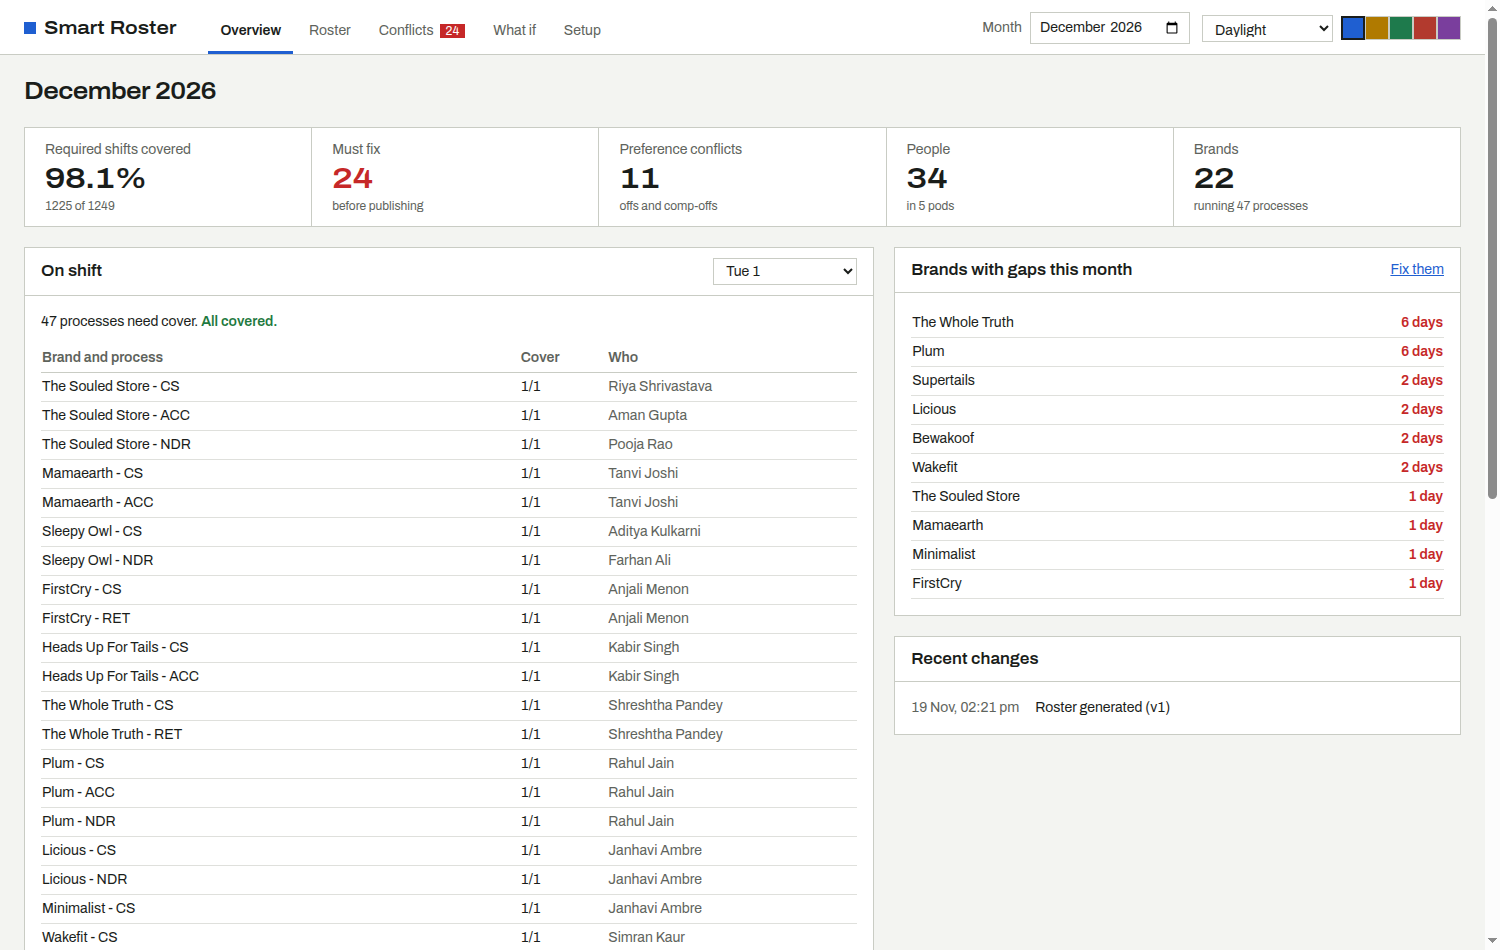 Smart Roster
Overview
Roster
Conflicts 24
What if
Setup
Month
December 2026
Daylight
December 2026
Required shifts covered
98.1%
1225 of 1249
Must fix
24
before publishing
Preference conflicts
11
offs and comp-offs
People
34
in 5 pods
Brands
22
running 47 processes
On shift
Tue 1
47 processes need cover. All covered.
Brand and process Cover Who
The Souled Store - CS 1/1 Riya Shrivastava
The Souled Store - ACC 1/1 Aman Gupta
The Souled Store - NDR 1/1 Pooja Rao
Mamaearth - CS 1/1 Tanvi Joshi
Mamaearth - ACC 1/1 Tanvi Joshi
Sleepy Owl - CS 1/1 Aditya Kulkarni
Sleepy Owl - NDR 1/1 Farhan Ali
FirstCry - CS 1/1 Anjali Menon
FirstCry - RET 1/1 Anjali Menon
Heads Up For Tails - CS 1/1 Kabir Singh
Heads Up For Tails - ACC 1/1 Kabir Singh
The Whole Truth - CS 1/1 Shreshtha Pandey
The Whole Truth - RET 1/1 Shreshtha Pandey
Plum - CS 1/1 Rahul Jain
Plum - ACC 1/1 Rahul Jain
Plum - NDR 1/1 Rahul Jain
Licious - CS 1/1 Janhavi Ambre
Licious - NDR 1/1 Janhavi Ambre
Minimalist - CS 1/1 Janhavi Ambre
Wakefit - CS 1/1 Simran Kaur
Brands with gaps this month
Fix them
The Whole Truth 6 days
Plum 6 days
Supertails 2 days
Licious 2 days
Bewakoof 2 days
Wakefit 2 days
The Souled Store 1 day
Mamaearth 1 day
Minimalist 1 day
FirstCry 1 day
Recent changes
19 Nov, 02:21 pm Roster generated (v1)